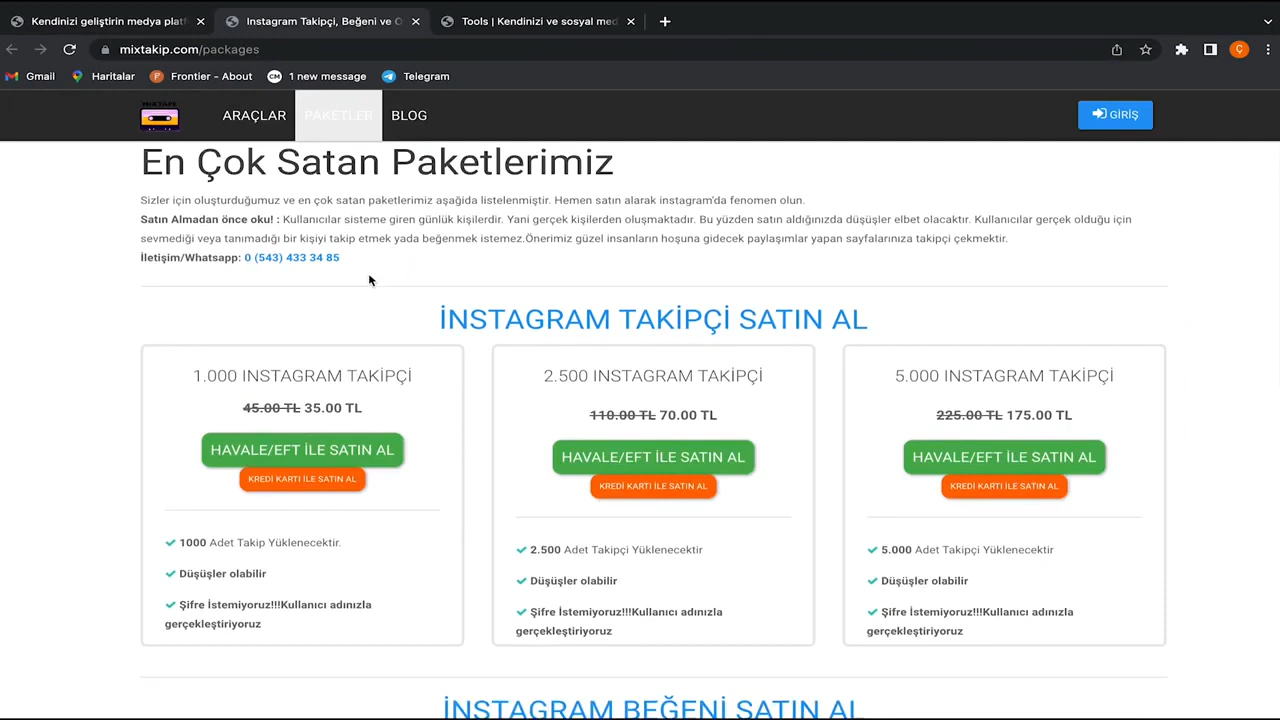 Kendinizi geliştirin medya platf
Instagram Takipçi, Beğeni ve O
Tools | Kendinizi ve sosyal med
mixtakip.com/packages
Ç
Gmail
Haritalar
Frontier - About
CM
1 new message
Telegram
ARAÇLAR
PAKETLER
BLOG
GİRİŞ
En Çok Satan Paketlerimiz
Sizler için oluşturduğumuz ve en çok satan paketlerimiz aşağıda listelenmiştir. Hemen satın alarak instagram'da fenomen olun.
Satın Almadan önce oku! : Kullanıcılar sisteme giren günlük kişilerdir. Yani gerçek kişilerden oluşmaktadır. Bu yüzden satın aldığınızda düşüşler elbet olacaktır. Kullanıcılar gerçek olduğu için
sevmediği veya tanımadığı bir kişiyi takip etmek yada beğenmek istemez.Önerimiz güzel insanların hoşuna gidecek paylaşımlar yapan sayfalarınıza takipçi çekmektir.
İletişim/Whatsapp: 0 (543) 433 34 85
İNSTAGRAM TAKİPÇİ SATIN AL
1.000 INSTAGRAM TAKİPÇİ
45.00 TL 35.00 TL
HAVALE/EFT İLE SATIN AL
KREDİ KARTI İLE SATIN AL
1000 Adet Takip Yüklenecektir.
Düşüşler olabilir
Şifre İstemiyoruz!!!Kullanıcı adınızla
gerçekleştiriyoruz
2.500 INSTAGRAM TAKİPÇİ
110.00 TL 70.00 TL
HAVALE/EFT İLE SATIN AL
KREDİ KARTI İLE SATIN AL
2.500 Adet Takipçi Yüklenecektir
Düşüşler olabilir
Şifre İstemiyoruz!!!Kullanıcı adınızla
gerçekleştiriyoruz
5.000 INSTAGRAM TAKİPÇİ
225.00 TL 175.00 TL
HAVALE/EFT İLE SATIN AL
KREDİ KARTI İLE SATIN AL
5.000 Adet Takipçi Yüklenecektir
Düşüşler olabilir
Şifre İstemiyoruz!!!Kullanıcı adınızla
gerçekleştiriyoruz
İNSTAGRAM BEĞENİ SATIN AL